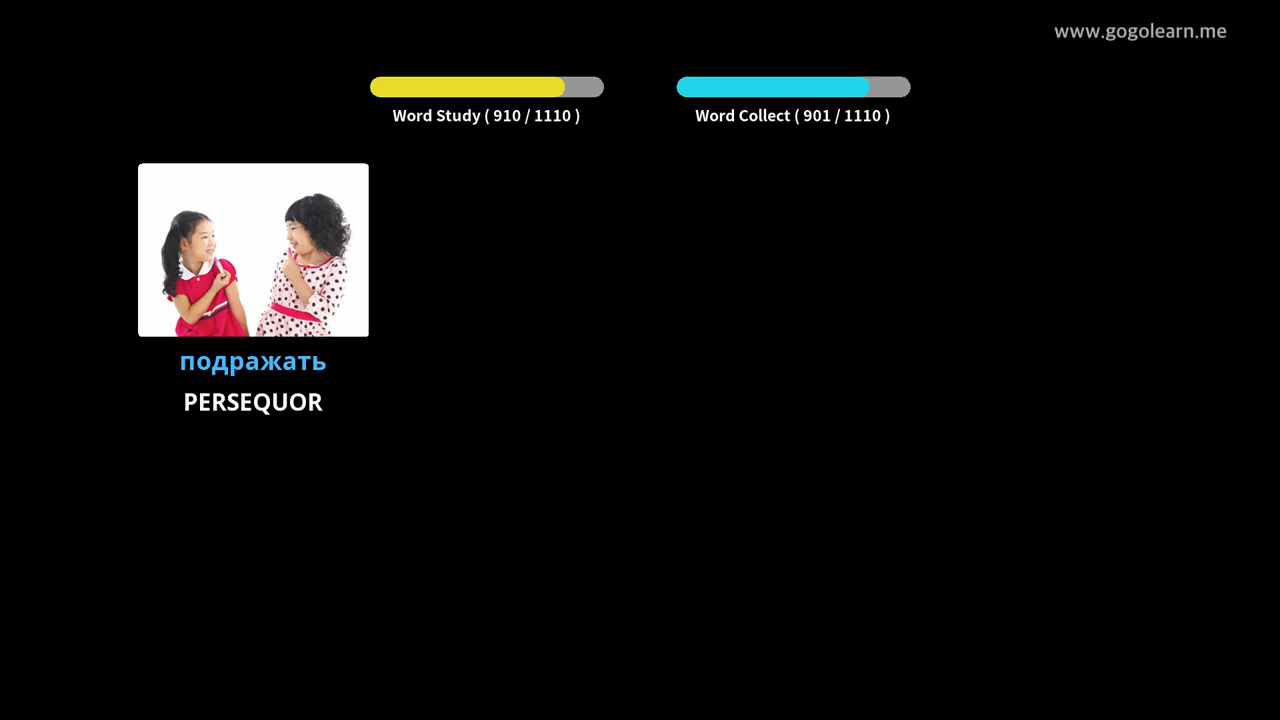 www.gogolearn.me
Word Study ( 910 / 1110 )
Word Collect ( 901 / 1110 )
подражать
PERSEQUOR